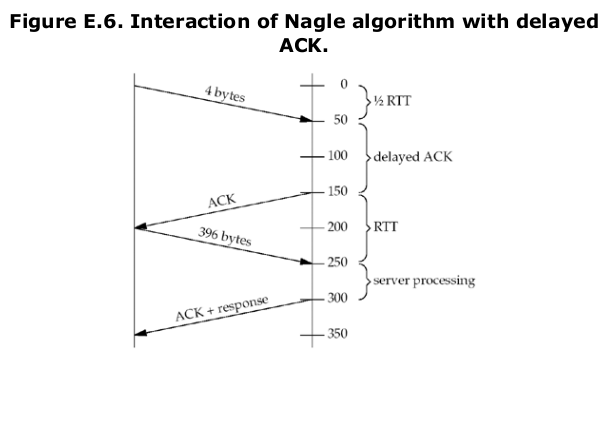 Figure E.6. Interaction of Nagle algorithm with delayed
ACK.
4 bytes
0
½ RTT
50
100
delayed ACK
150
ACK
200
RTT
396 bytes
250
server processing
300
ACK + response
350